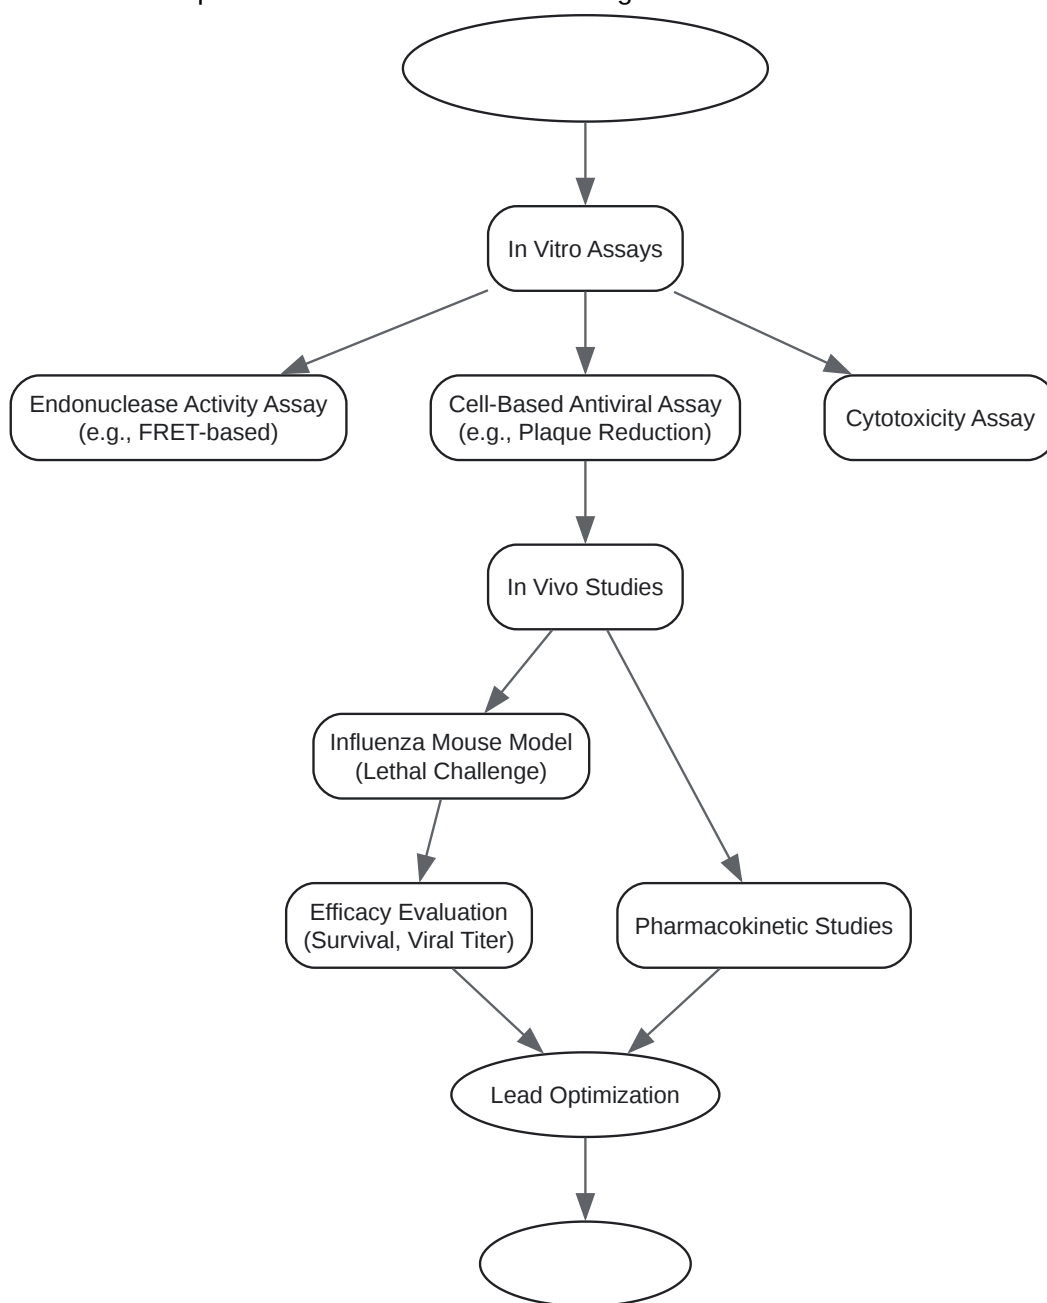 In Vitro Assays
Endonuclease Activity Assay
(e.g., FRET-based)
Cell-Based Antiviral Assay
(e.g., Plaque Reduction)
Cytotoxicity Assay
In Vivo Studies
Influenza Mouse Model
(Lethal Challenge)
Efficacy Evaluation
(Survival, Viral Titer)
Pharmacokinetic Studies
Lead Optimization